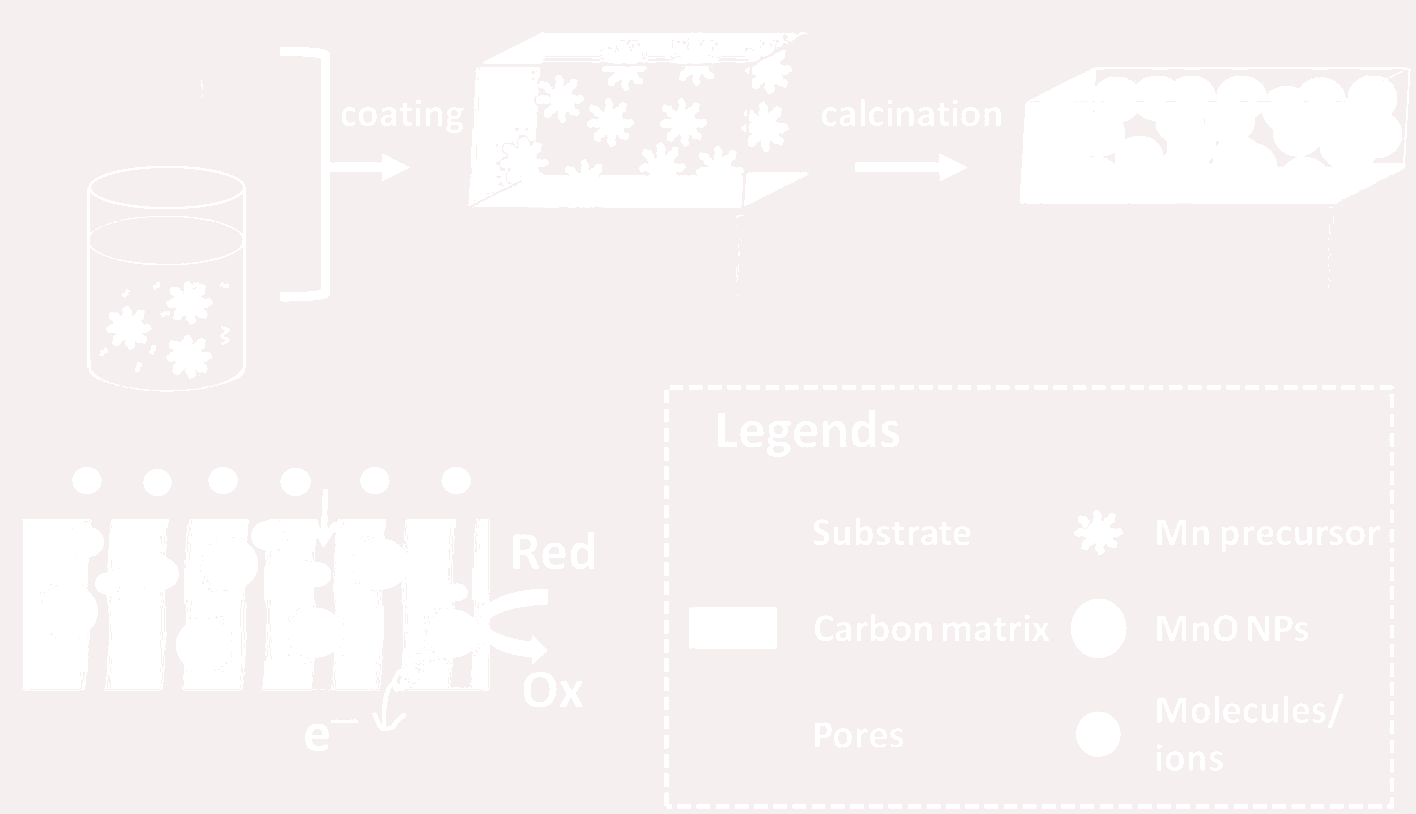 coating
calcination
Legends
Substrate
Mn precursor
Carbon matrix
MnO NPs
Pores
Molecules/
ions
Red
Ox
e⁻